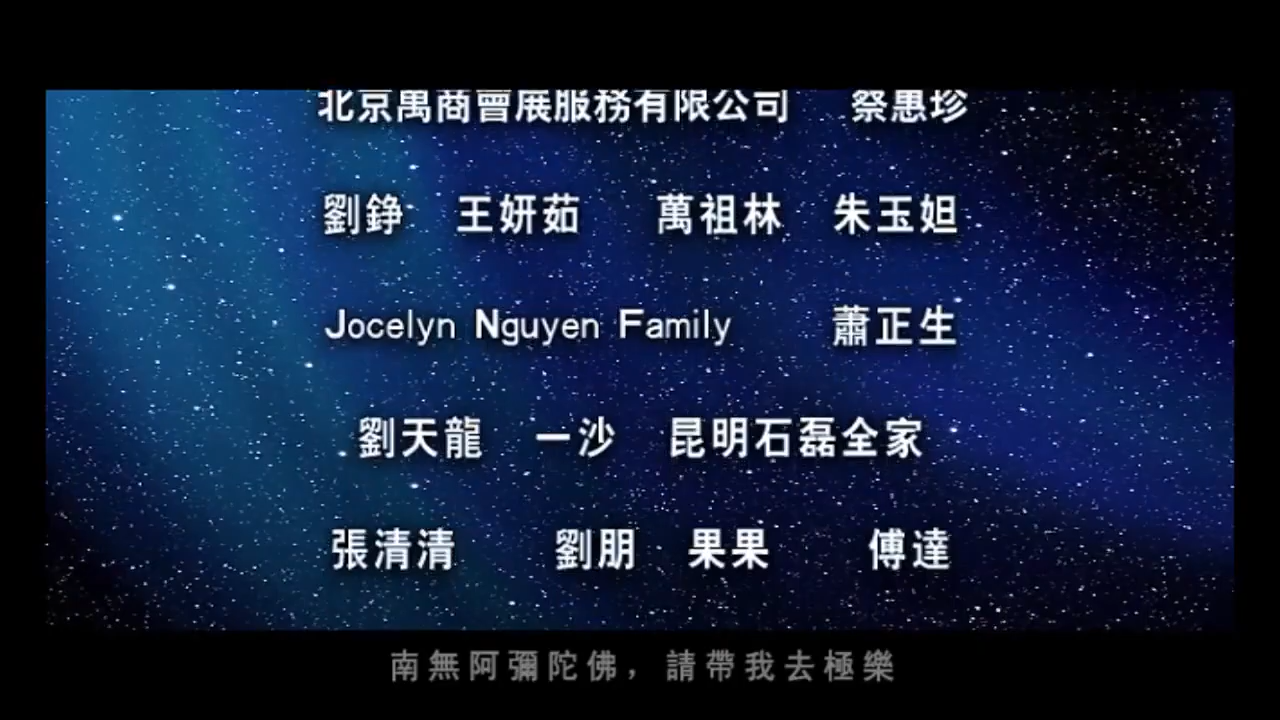 北京萬商會展服務有限公司 蔡惠珍
劉錚 王妍茹 萬祖林 朱玉妲
Jocelyn Nguyen Family 蕭正生
劉天龍 一沙 昆明石磊全家
張清清 劉朋 果果 傅達
南無阿彌陀佛，請帶我去極樂